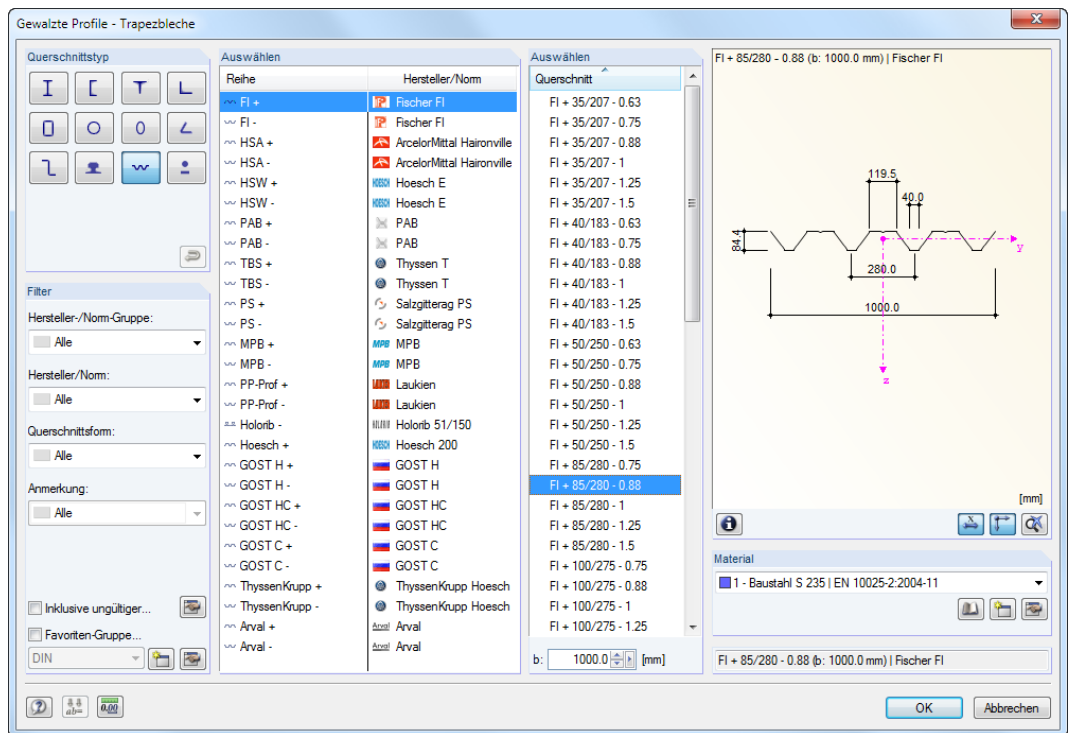 Gewalzte Profile - Trapezbleche
Querschnittstyp
Filter
Hersteller-/Norm-Gruppe:
Alle
Hersteller/Norm:
Alle
Querschnittsform:
Alle
Anmerkung:
Alle
Inklusive ungültiger...
Favoriten-Gruppe...
DIN
Auswählen
Reihe Hersteller/Norm
FI + Fischer FI
FI - Fischer FI
HSA + ArcelorMittal Haironville
HSA - ArcelorMittal Haironville
HSW + HOESCH Hoesch E
HSW - HOESCH Hoesch E
PAB + PAB
PAB - PAB
TBS + Thyssen T
TBS - Thyssen T
PS + Salzgitterag PS
PS - Salzgitterag PS
MPB + MPB MPB
MPB - MPB MPB
PP-Prof + Laukien
PP-Prof - Laukien
Holorib - Holorib 51/150
Hoesch + HOESCH Hoesch 200
GOST H + GOST H
GOST H - GOST H
GOST HC + GOST HC
GOST HC - GOST HC
GOST C + GOST C
GOST C - GOST C
ThyssenKrupp + ThyssenKrupp Hoesch
ThyssenKrupp - ThyssenKrupp Hoesch
Arval + Arval Arval
Arval - Arval Arval
Auswählen
Querschnitt
FI + 35/207 - 0.63
FI + 35/207 - 0.75
FI + 35/207 - 0.88
FI + 35/207 - 1
FI + 35/207 - 1.25
FI + 35/207 - 1.5
FI + 40/183 - 0.63
FI + 40/183 - 0.75
FI + 40/183 - 0.88
FI + 40/183 - 1
FI + 40/183 - 1.25
FI + 40/183 - 1.5
FI + 50/250 - 0.63
FI + 50/250 - 0.75
FI + 50/250 - 0.88
FI + 50/250 - 1
FI + 50/250 - 1.25
FI + 50/250 - 1.5
FI + 85/280 - 0.75
FI + 85/280 - 0.88
FI + 85/280 - 1
FI + 85/280 - 1.25
FI + 85/280 - 1.5
FI + 100/275 - 0.75
FI + 100/275 - 0.88
FI + 100/275 - 1
FI + 100/275 - 1.25
b: 1000.0 [mm]
FI + 85/280 - 0.88 (b: 1000.0 mm) | Fischer FI
119.5
40.0
84.4
y
280.0
1000.0
z
[mm]
Material
1 - Baustahl S 235 | EN 10025-2:2004-11
FI + 85/280 - 0.88 (b: 1000.0 mm) | Fischer FI
0.00
OK
Abbrechen